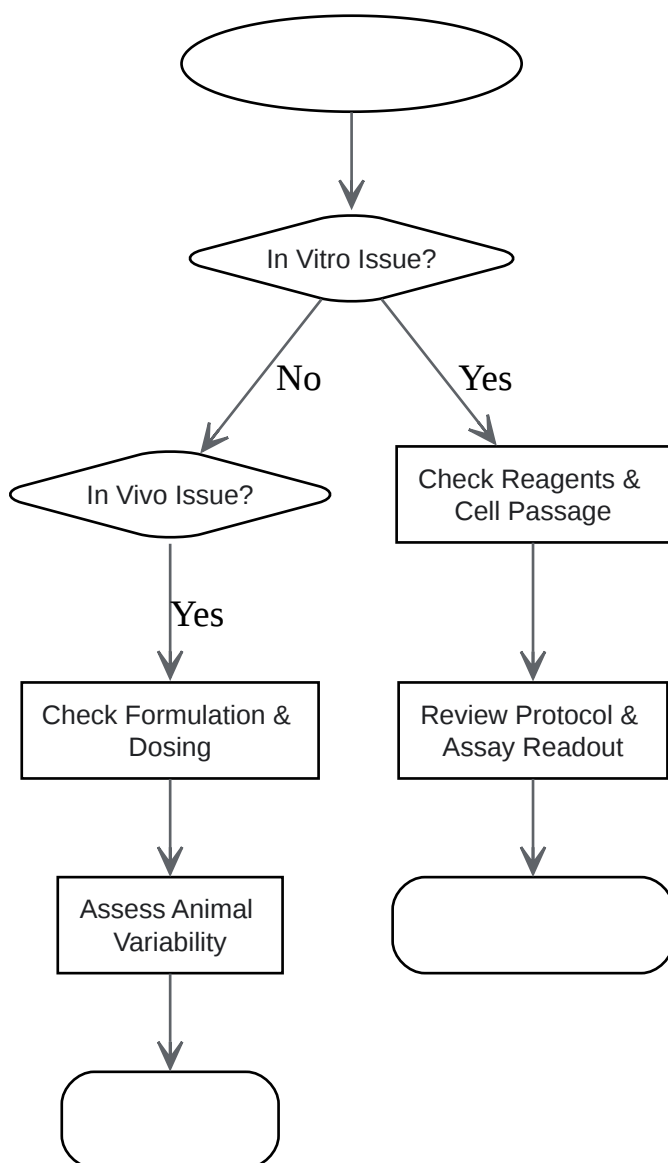 In Vitro Issue?
No
Yes
In Vivo Issue?
Check Reagents &
Cell Passage
Yes
Check Formulation &
Dosing
Review Protocol &
Assay Readout
Assess Animal
Variability